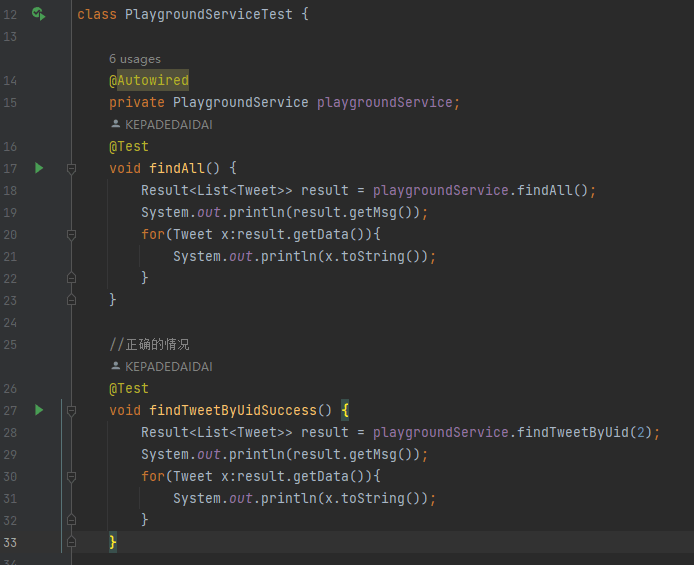 12 class PlaygroundServiceTest {
13
6 usages
14 @Autowired
15 private PlaygroundService playgroundService;
KEPADEDAIDAI
16 @Test
17 void findAll() {
18 Result<List<Tweet>> result = playgroundService.findAll();
19 System.out.println(result.getMsg());
20 for(Tweet x:result.getData()){
21 System.out.println(x.toString());
22 }
23 }
24
25 //正确的情况
KEPADEDAIDAI
26 @Test
27 void findTweetByUidSuccess() {
28 Result<List<Tweet>> result = playgroundService.findTweetByUid(2);
29 System.out.println(result.getMsg());
30 for(Tweet x:result.getData()){
31 System.out.println(x.toString());
32 }
33 }
34